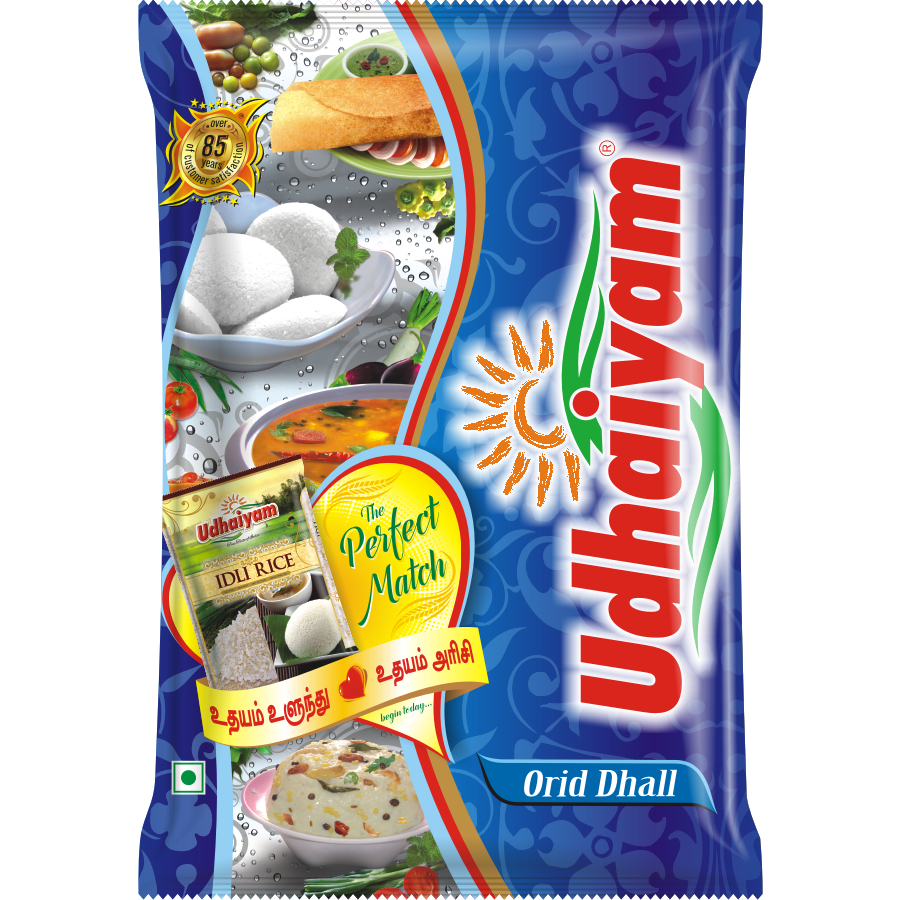 over
85
years
of customer satisfaction
Udhaiyam®
Udhaiyam
IDLI RICE
The
Perfect
Match
உதயம் உளுந்து
உதயம் அரிசி
begin today...
Orid Dhall